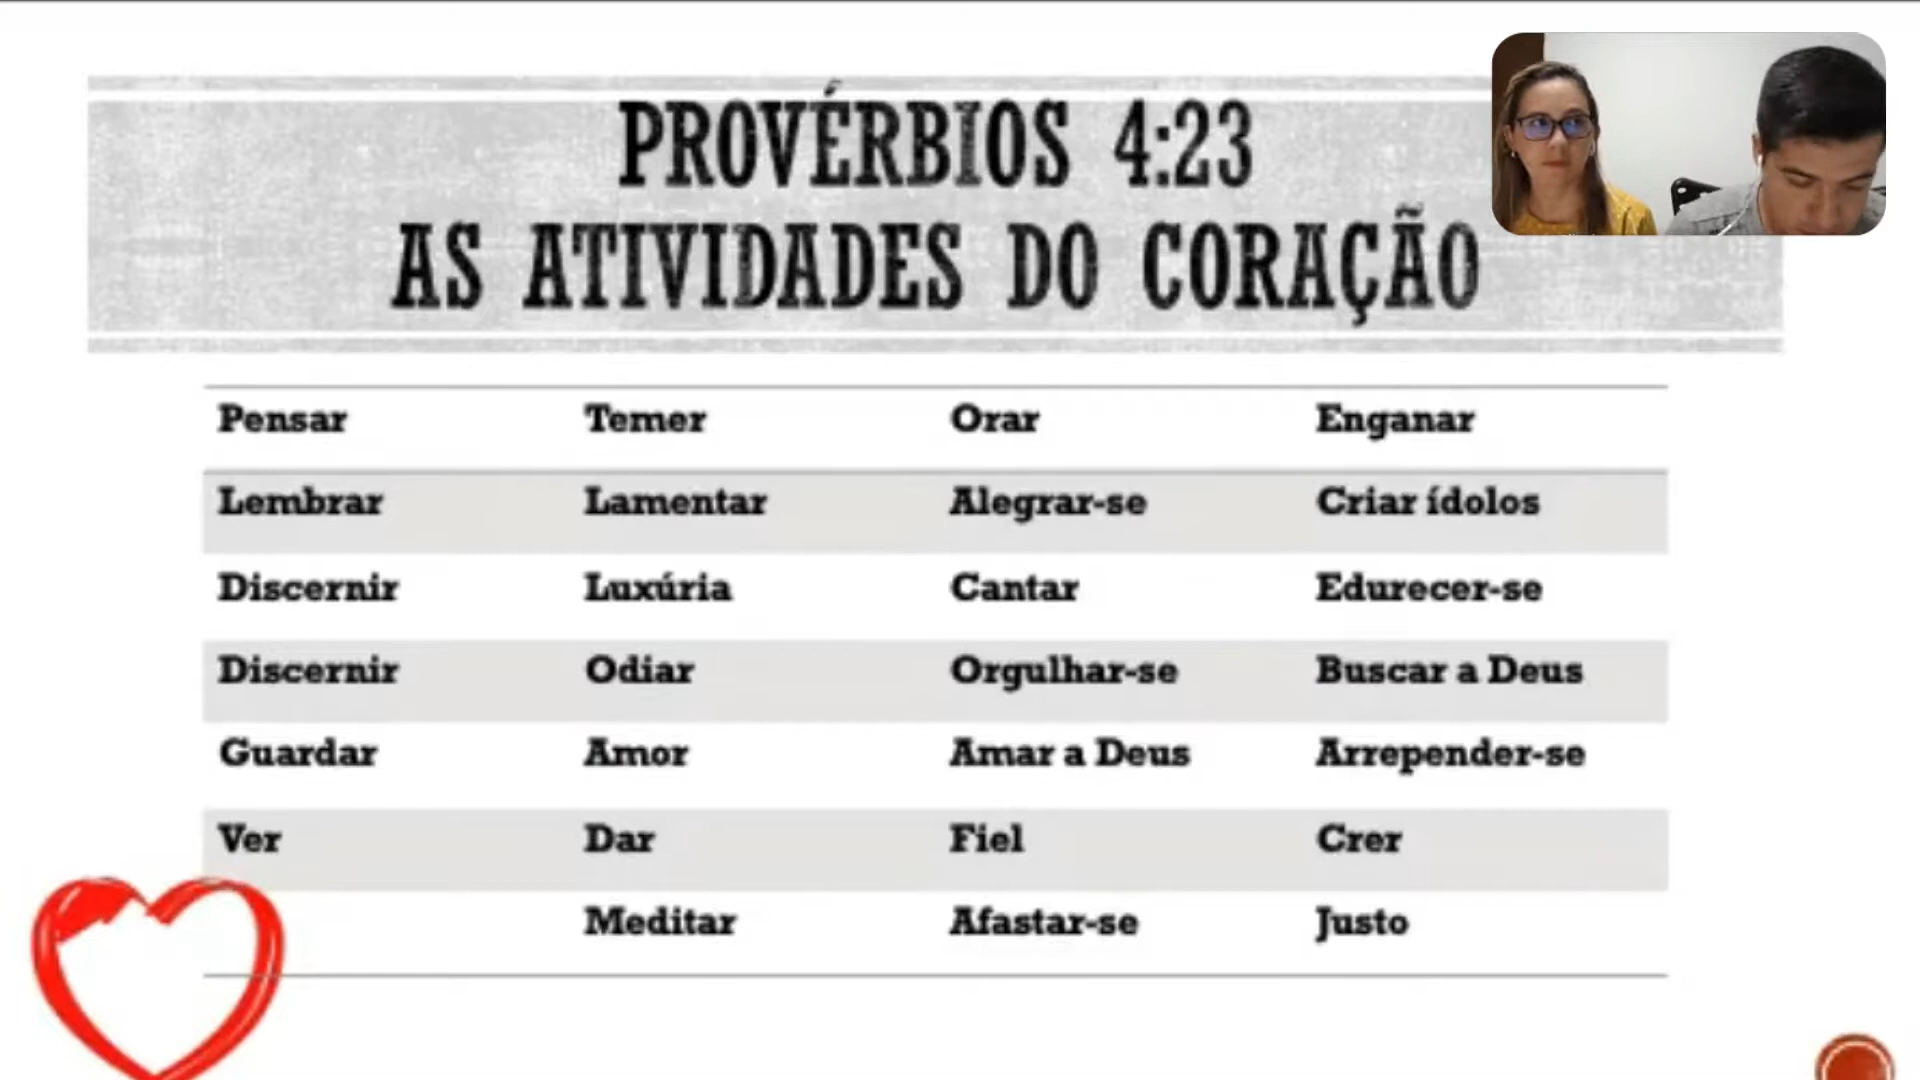 PROVÉRBIOS 4:23
AS ATIVIDADES DO CORAÇÃO
Pensar Temer Orar Enganar
Lembrar Lamentar Alegrar-se Criar ídolos
Discernir Luxúria Cantar Edurecer-se
Discernir Odiar Orgulhar-se Buscar a Deus
Guardar Amor Amar a Deus Arrepender-se
Ver Dar Fiel Crer
Meditar Afastar-se Justo